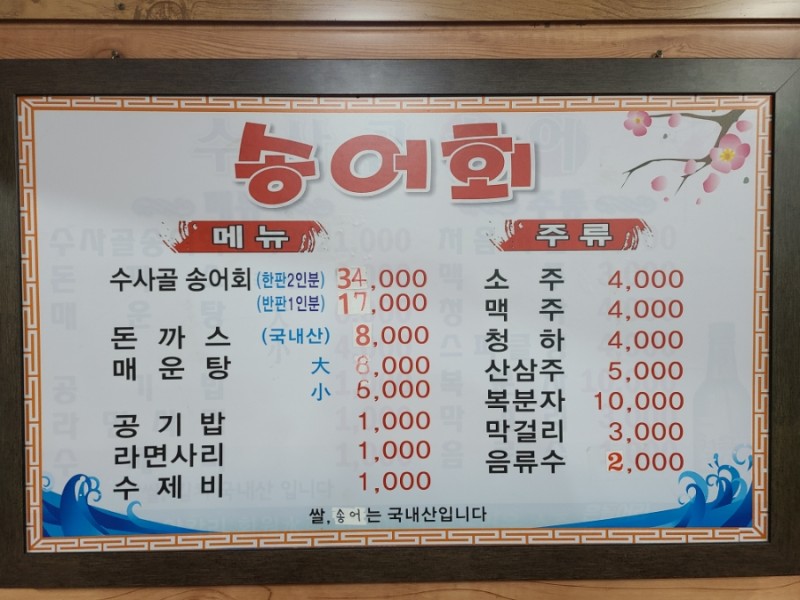 송어회
메뉴
수사골 송어회 (한판2인분) 34,000
(반판1인분) 17,000
돈 까 스 (국내산) 8,000
매 운 탕 大 8,000
小 6,000
공 기 밥 1,000
라면사리 1,000
수 제 비 1,000
주류
소 주 4,000
맥 주 4,000
청 하 4,000
산삼주 5,000
복분자 10,000
막걸리 3,000
음류수 2,000
쌀,송어는 국내산입니다